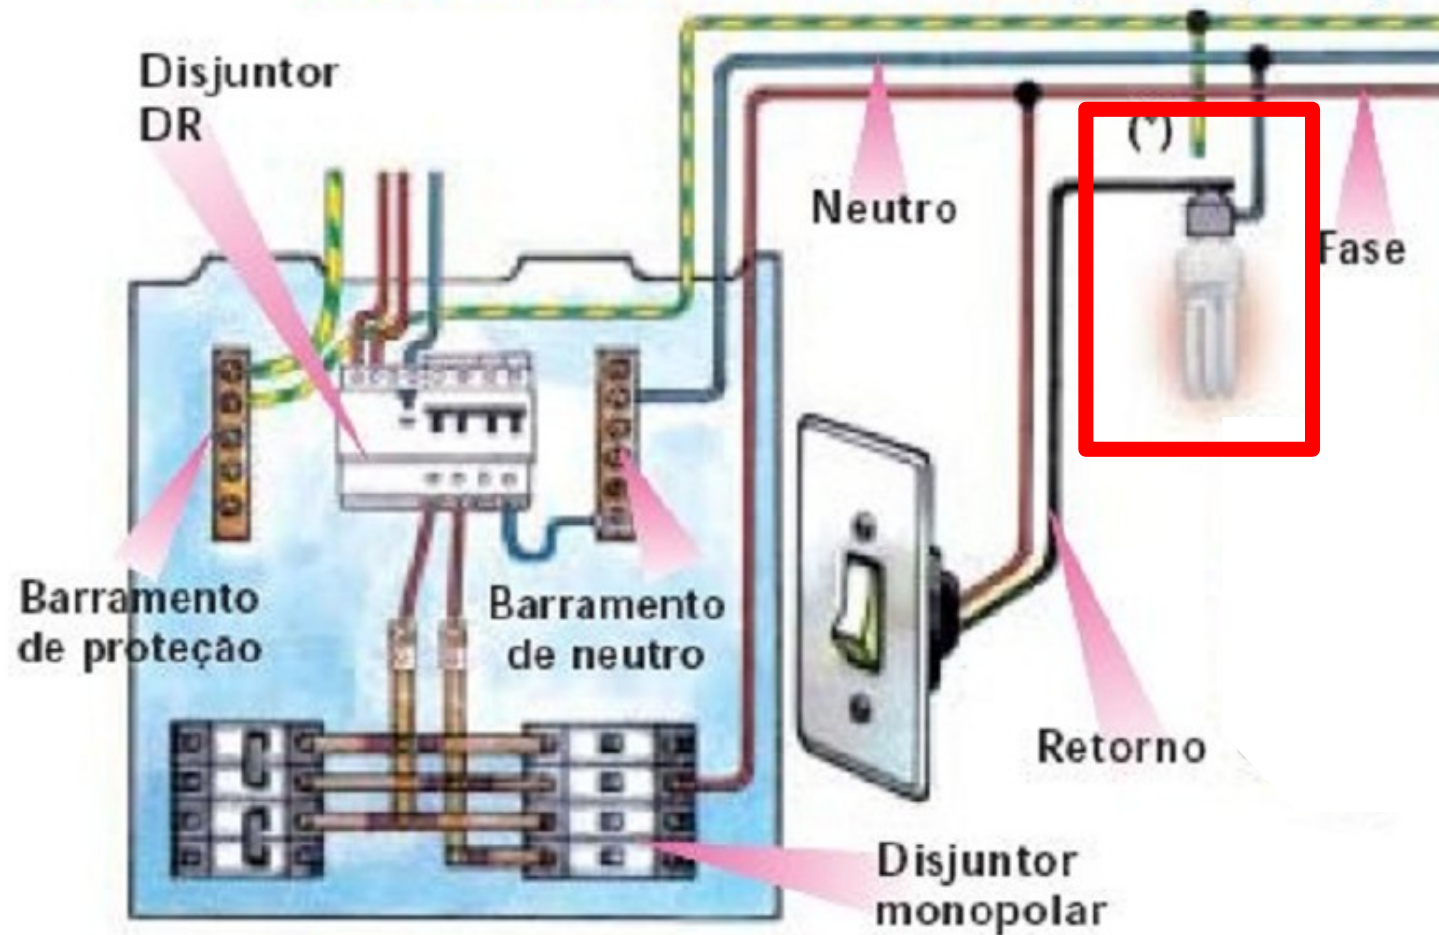 Disjuntor
DR
(*)
Neutro
Fase
Barramento
de proteção
Barramento
de neutro
Retorno
Disjuntor
monopolar